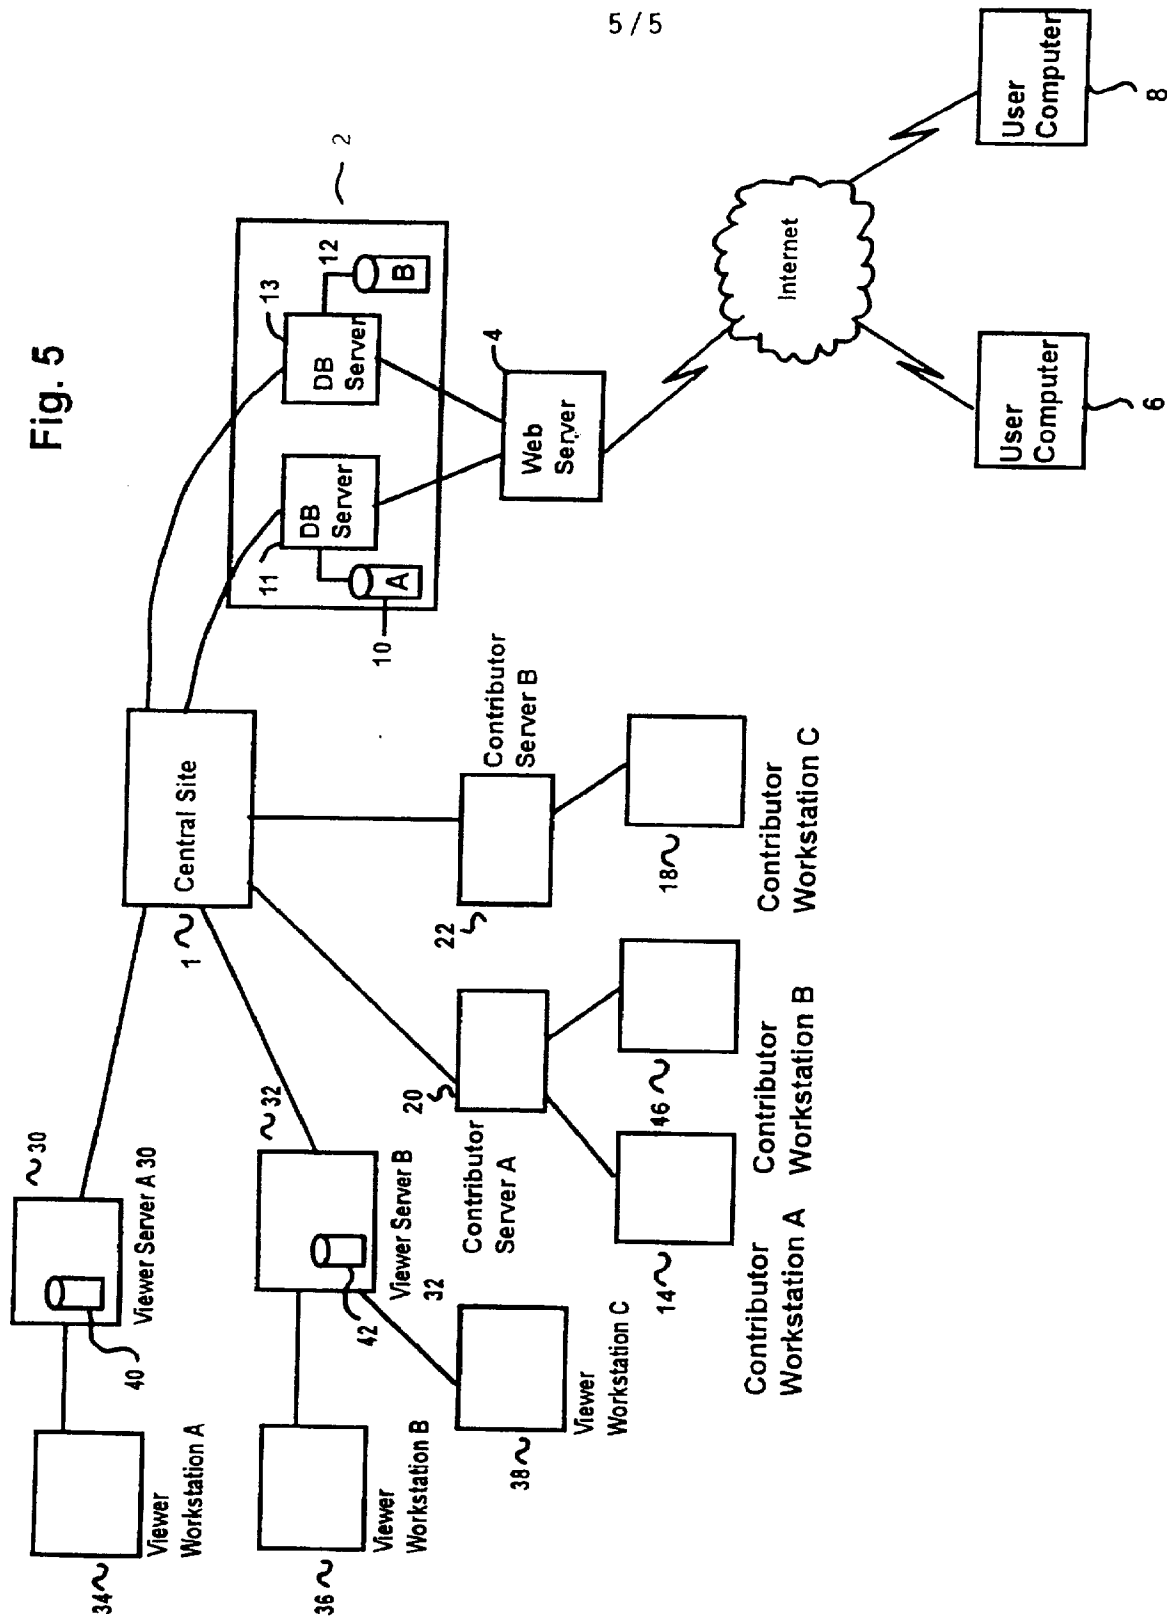 5/5
Fig. 5
34
Viewer
Workstation A
40
30
Viewer Server A 30
36
Viewer
Workstation B
38
Viewer
Workstation C
42
32
Viewer Server B
32
1
Central Site
20
Contributor
Server A
22
Contributor
Server B
14
Contributor
Workstation A
46
Contributor
Workstation B
18
Contributor
Workstation C
2
10
A
11
DB
Server
13
DB
Server
12
B
4
Web
Server
Internet
User
Computer
6
User
Computer
8